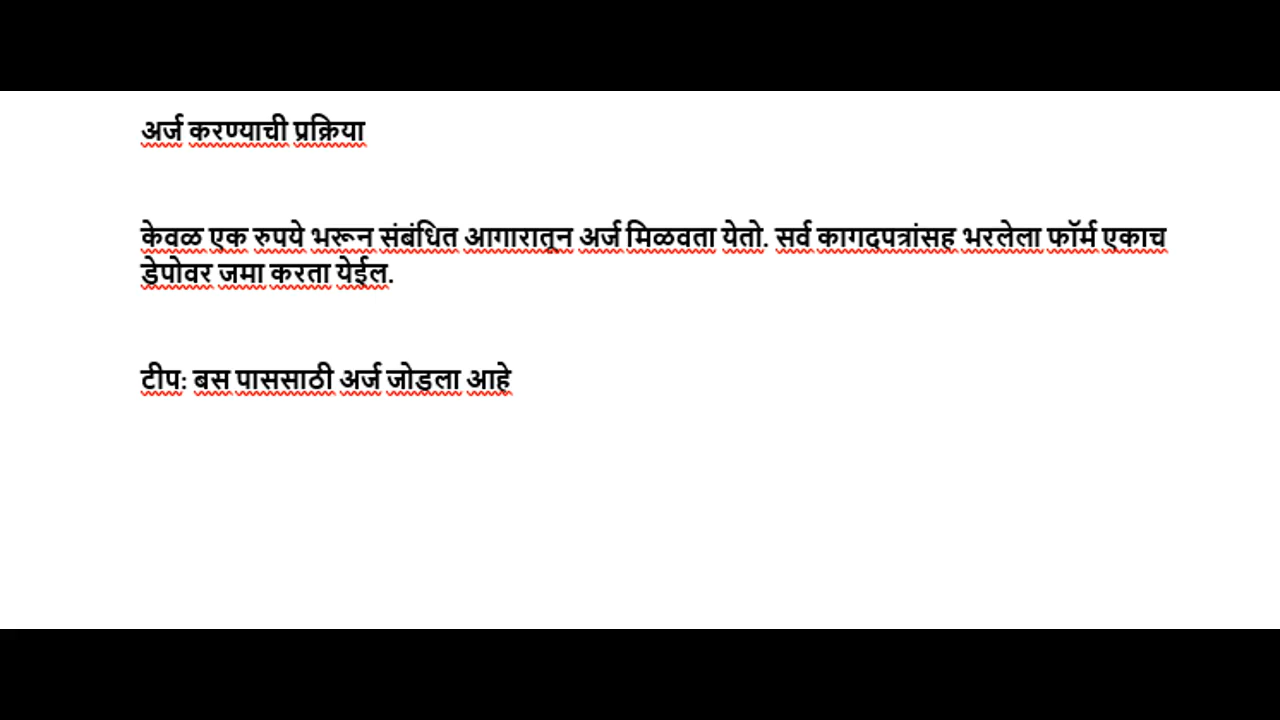 अर्ज करण्याची प्रक्रिया
केवळ एक रुपये भरून संबंधित आगारातून अर्ज मिळवता येतो. सर्व कागदपत्रांसह भरलेला फॉर्म एकाच
डेपोवर जमा करता येईल.
टीप: बस पाससाठी अर्ज जोडला आहे